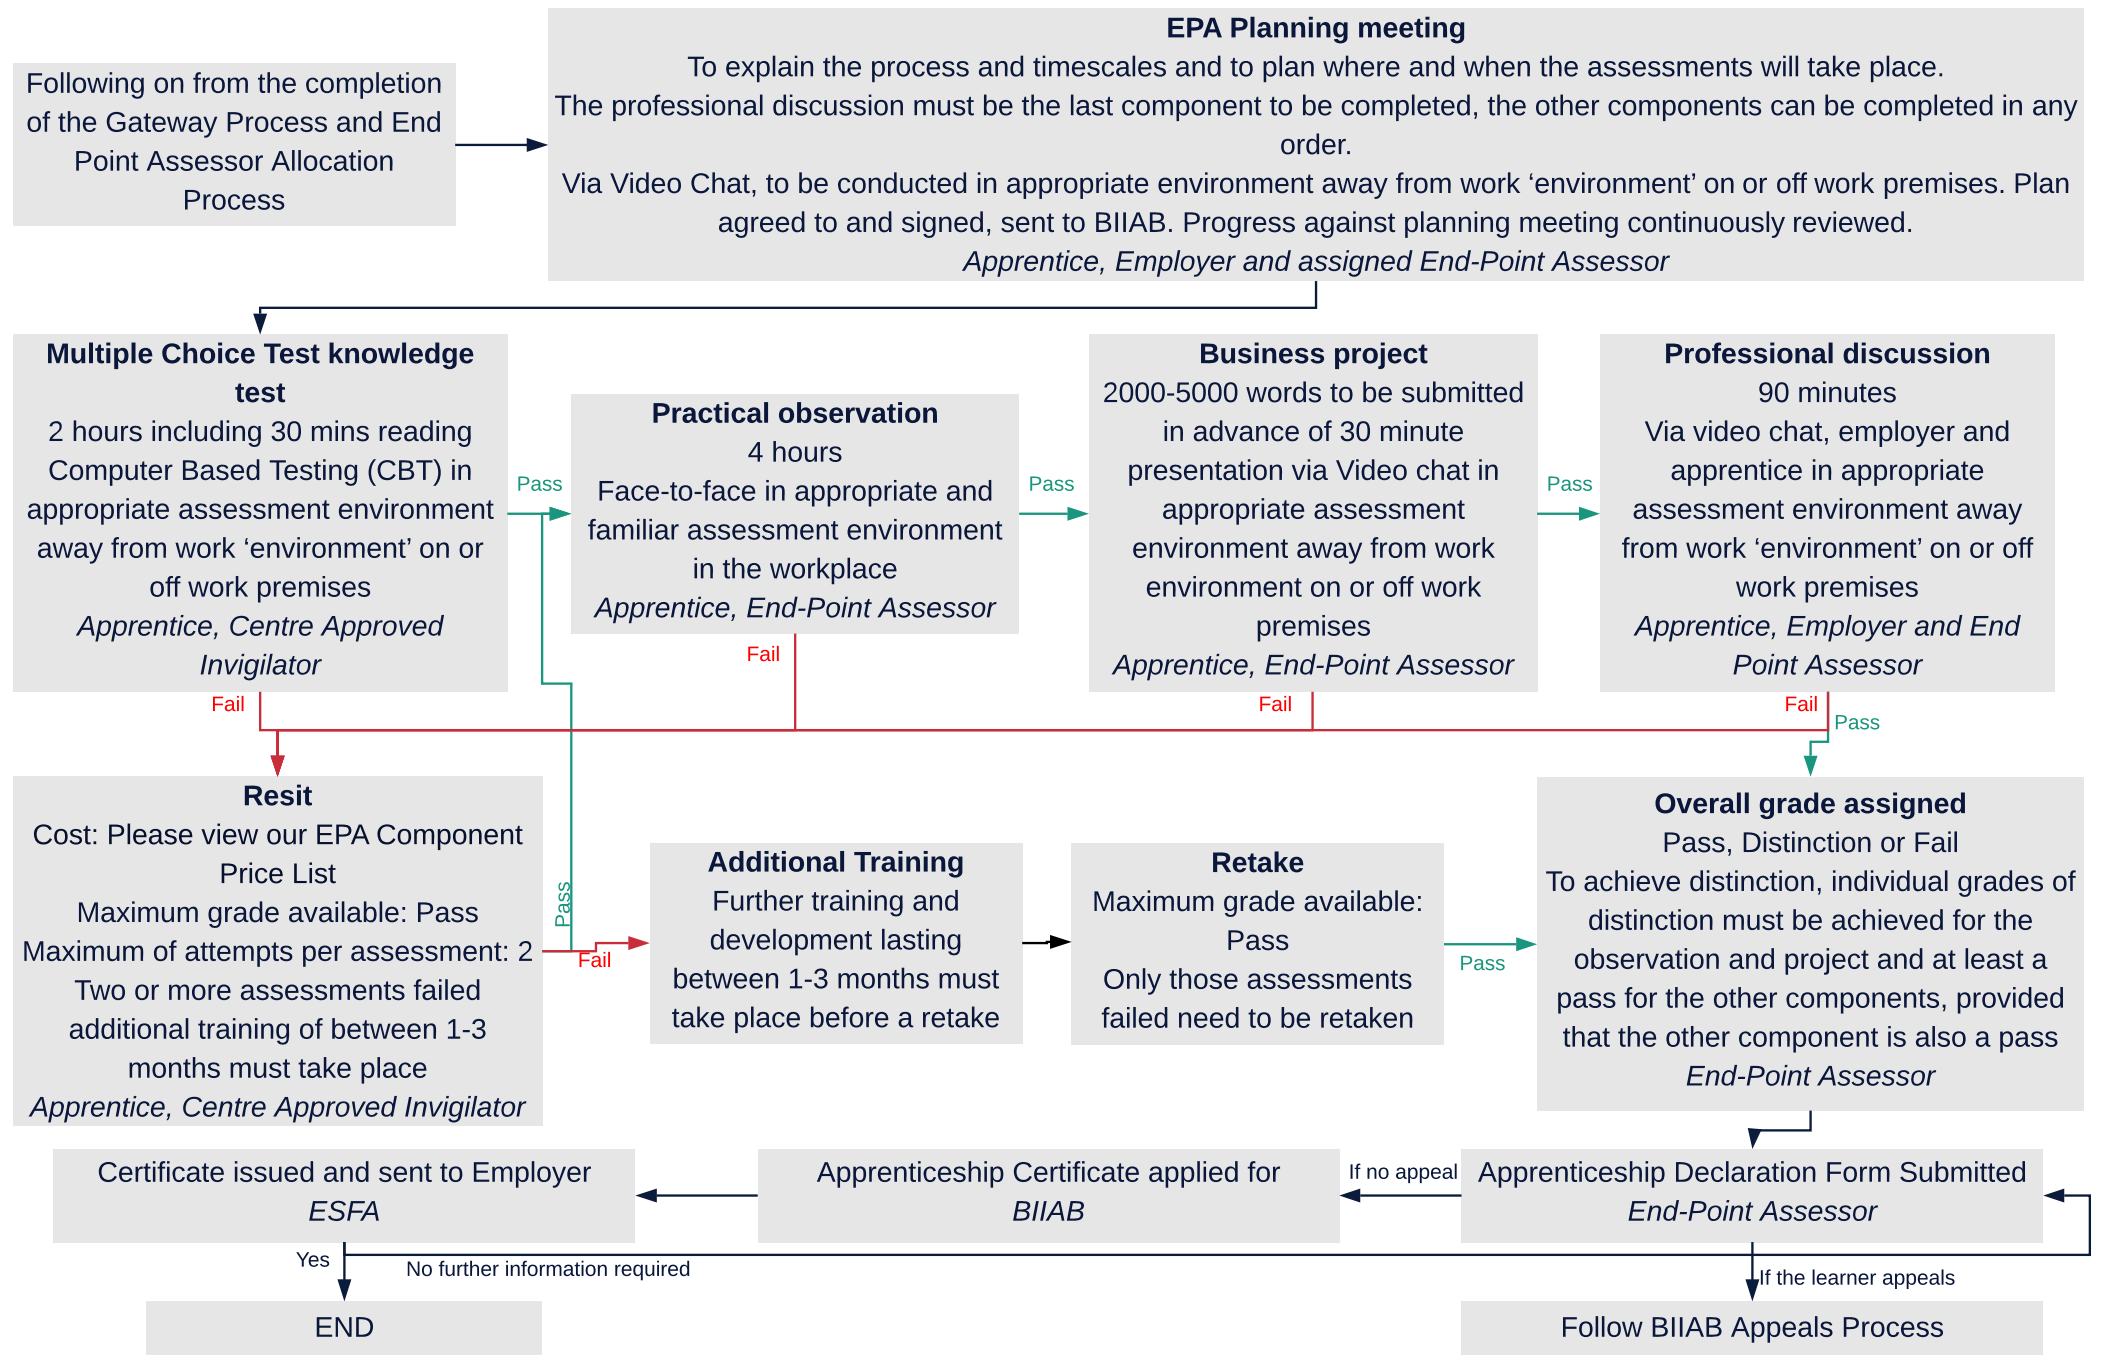 Following on from the completion
of the Gateway Process and End
Point Assessor Allocation
Process
EPA Planning meeting
To explain the process and timescales and to plan where and when the assessments will take place.
The professional discussion must be the last component to be completed, the other components can be completed in any
order.
Via Video Chat, to be conducted in appropriate environment away from work ‘environment’ on or off work premises. Plan
agreed to and signed, sent to BIIAB. Progress against planning meeting continuously reviewed.
Apprentice, Employer and assigned End-Point Assessor
Multiple Choice Test knowledge
test
2 hours including 30 mins reading
Computer Based Testing (CBT) in
appropriate assessment environment
away from work ‘environment’ on or
off work premises
Apprentice, Centre Approved
Invigilator
Pass
Practical observation
4 hours
Face-to-face in appropriate and
familiar assessment environment
in the workplace
Apprentice, End-Point Assessor
Pass
Business project
2000-5000 words to be submitted
in advance of 30 minute
presentation via Video chat in
appropriate assessment
environment away from work
environment on or off work
premises
Apprentice, End-Point Assessor
Pass
Professional discussion
90 minutes
Via video chat, employer and
apprentice in appropriate
assessment environment away
from work ‘environment’ on or off
work premises
Apprentice, Employer and End
Point Assessor
Fail
Fail
Fail
Fail
Pass
Resit
Cost: Please view our EPA Component
Price List
Maximum grade available: Pass
Maximum of attempts per assessment: 2
Two or more assessments failed
additional training of between 1-3
months must take place
Apprentice, Centre Approved Invigilator
Pass
Fail
Additional Training
Further training and
development lasting
between 1-3 months must
take place before a retake
Retake
Maximum grade available:
Pass
Only those assessments
failed need to be retaken
Pass
Overall grade assigned
Pass, Distinction or Fail
To achieve distinction, individual grades of
distinction must be achieved for the
observation and project and at least a
pass for the other components, provided
that the other component is also a pass
End-Point Assessor
Certificate issued and sent to Employer
ESFA
Apprenticeship Certificate applied for
BIIAB
If no appeal
Apprenticeship Declaration Form Submitted
End-Point Assessor
Yes
No further information required
If the learner appeals
END
Follow BIIAB Appeals Process